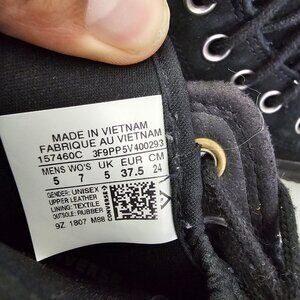 MADE IN VIETNAM
FABRIQUE AU VIETNAM
157460C 3F9PP5V400293
MENS WO'S UK EUR CM
5 7 5 37.5 24
GENDER: UNISEX
UPPER: LEATHER
LINING: TEXTILE
OUTSOLE: RUBBER
9Z 1807 M88
CONVERSE